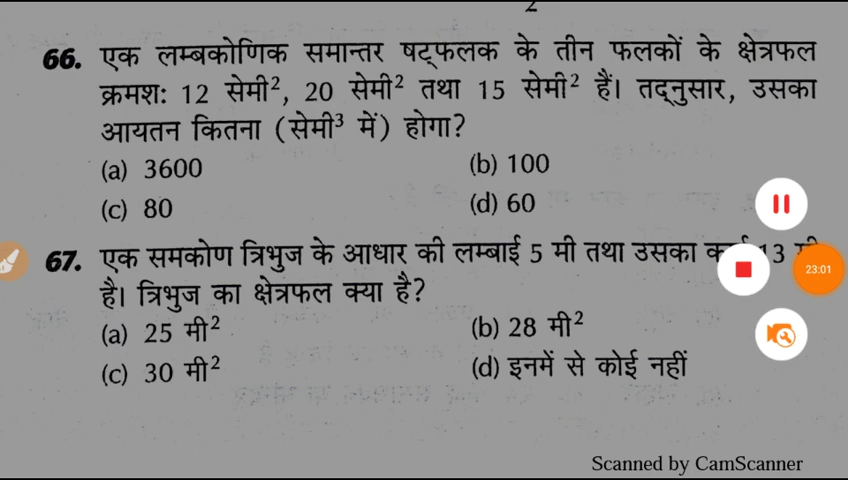 2
66. एक लम्बकोणिक समान्तर षट्फलक के तीन फलकों के क्षेत्रफल
क्रमशः 12 सेमी², 20 सेमी² तथा 15 सेमी² हैं। तद्नुसार, उसका
आयतन कितना (सेमी³ में) होगा?
(a) 3600 (b) 100
(c) 80 (d) 60
67. एक समकोण त्रिभुज के आधार की लम्बाई 5 मी तथा उसका 13
है। त्रिभुज का क्षेत्रफल क्या है?
23:01
(a) 25 मी² (b) 28 मी²
(c) 30 मी² (d) इनमें से कोई नहीं
Scanned by CamScanner